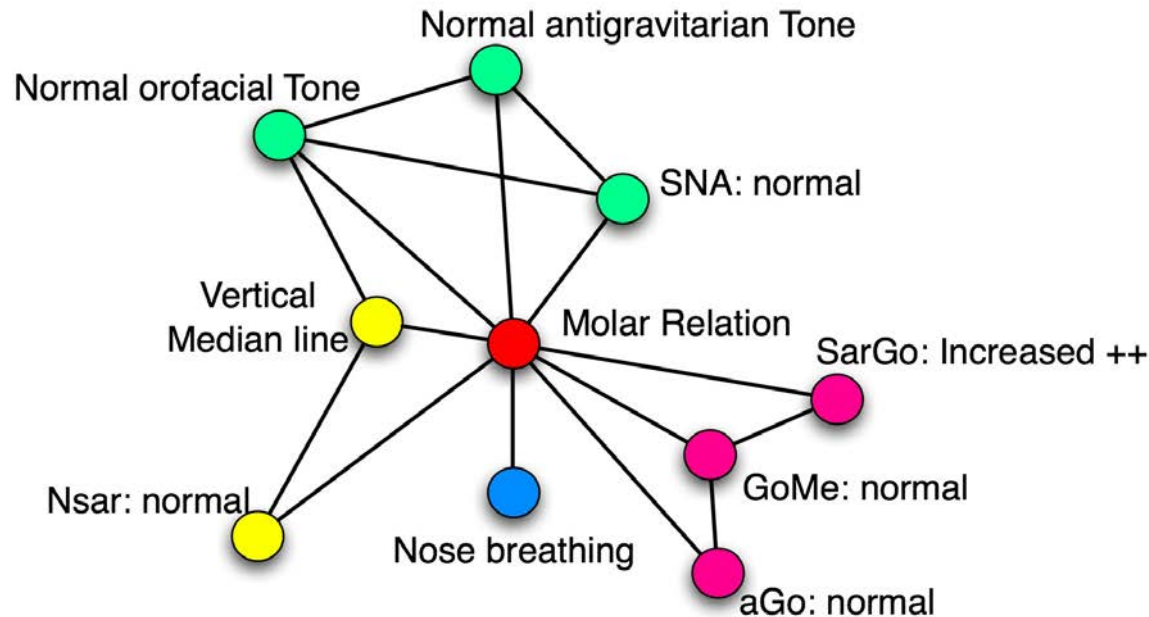 Normal antigravitarian Tone
Normal orofacial Tone
SNA: normal
Vertical
Median line
Molar Relation
SarGo: Increased ++
GoMe: normal
Nsar: normal
Nose breathing
aGo: normal